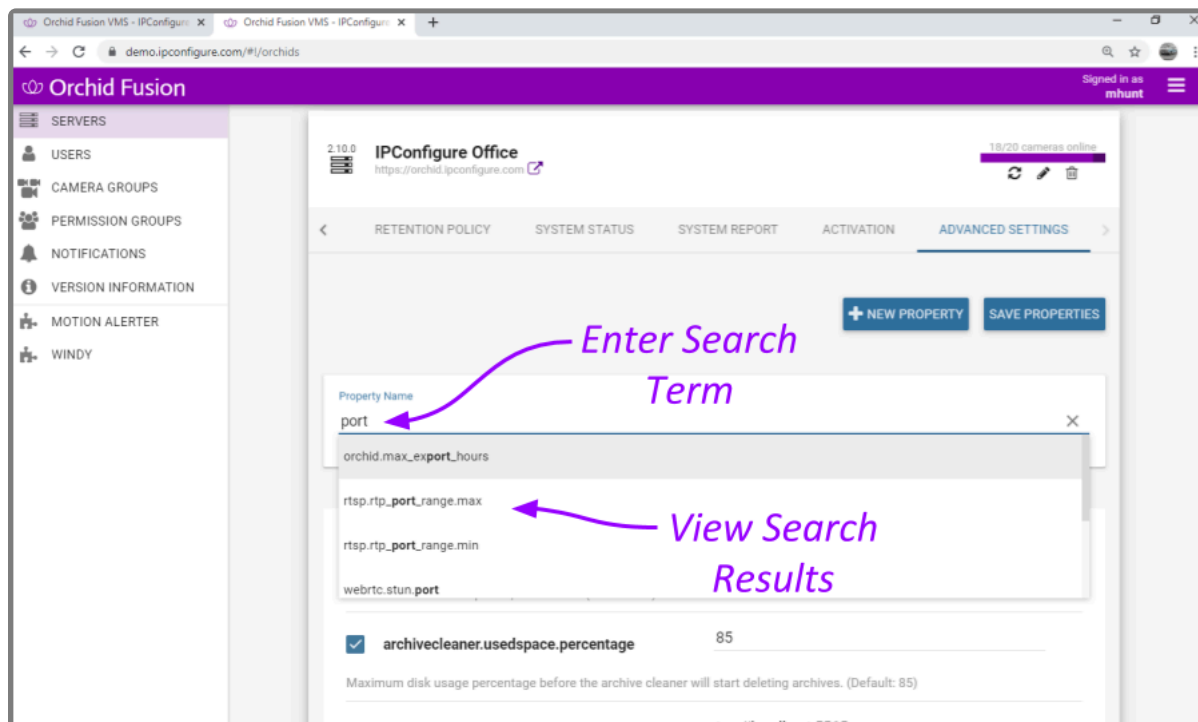 Orchid Fusion VMS - IPConfigure
Orchid Fusion VMS - IPConfigure
demo.ipconfigure.com/#!/orchids
Orchid Fusion
Signed in as
mhunt
SERVERS
USERS
CAMERA GROUPS
PERMISSION GROUPS
NOTIFICATIONS
VERSION INFORMATION
MOTION ALERTER
WINDY
2.10.0
IPConfigure Office
https://orchid.ipconfigure.com
18/20 cameras online
RETENTION POLICY
SYSTEM STATUS
SYSTEM REPORT
ACTIVATION
ADVANCED SETTINGS
NEW PROPERTY
SAVE PROPERTIES
Enter Search
Term
Property Name
port
orchid.max_export_hours
rtsp.rtp_port_range.max
View Search
Results
rtsp.rtp_port_range.min
webrtc.stun.port
archivecleaner.usedspace.percentage
85
Maximum disk usage percentage before the archive cleaner will start deleting archives. (Default: 85)